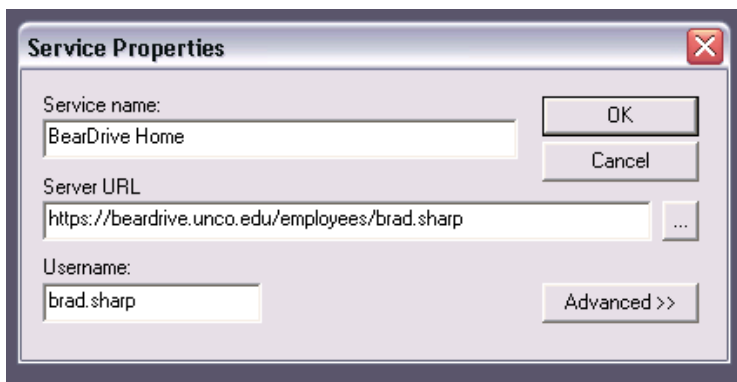 Service Properties
Service name:
OK
BearDrive Home
Cancel
Server URL
https://beardrive.unco.edu/employees/brad.sharp
...
Username:
brad.sharp
Advanced >>